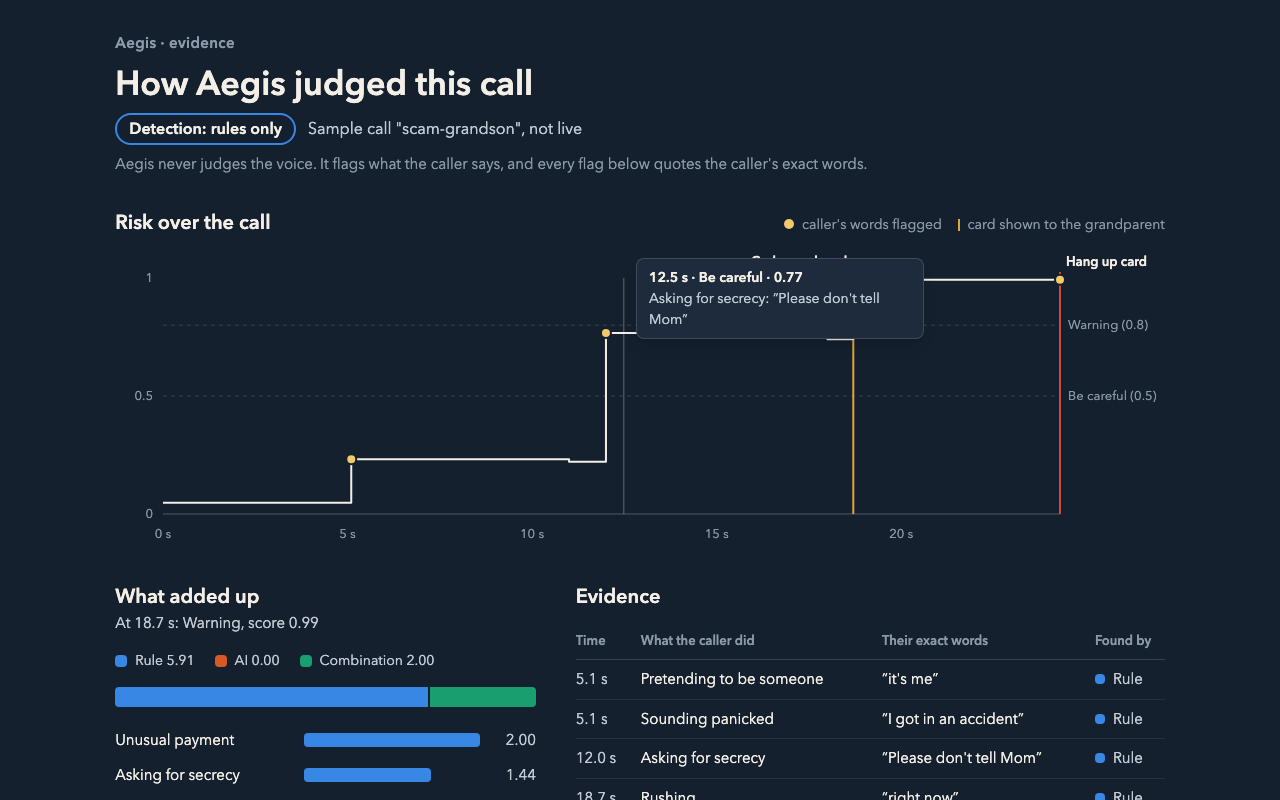 Aegis · evidence
How Aegis judged this call
Detection: rules only
Sample call "scam-grandson", not live
Aegis never judges the voice. It flags what the caller says, and every flag below quotes the caller's exact words.
Risk over the call
caller's words flagged
card shown to the grandparent
Hang up card
12.5 s · Be careful · 0.77
Asking for secrecy: “Please don't tell
Mom”
1
Warning (0.8)
0.5
Be careful (0.5)
0
0 s
5 s
10 s
15 s
20 s
What added up
At 18.7 s: Warning, score 0.99
Rule 5.91
AI 0.00
Combination 2.00
Unusual payment
2.00
Asking for secrecy
1.44
Evidence
Time
What the caller did
Their exact words
Found by
5.1 s
Pretending to be someone
“it's me”
Rule
5.1 s
Sounding panicked
“I got in an accident”
Rule
12.0 s
Asking for secrecy
“Please don't tell Mom”
Rule
18.7 s
Rushing
“right now”
Rule